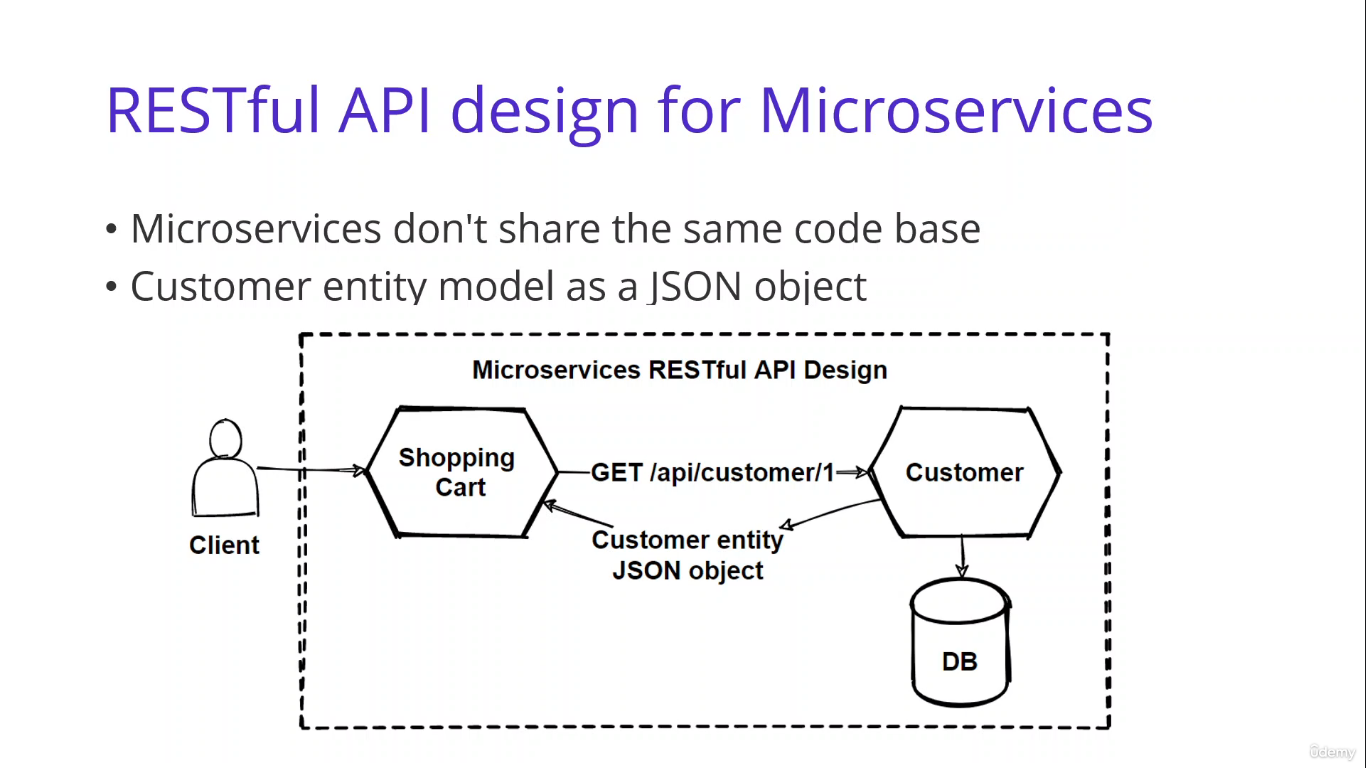 RESTful API design for Microservices
• Microservices don't share the same code base
• Customer entity model as a JSON object
Microservices RESTful API Design
Shopping
Cart
GET /api/customer/1
Customer
Client
Customer entity
JSON object
DB
ûdemy